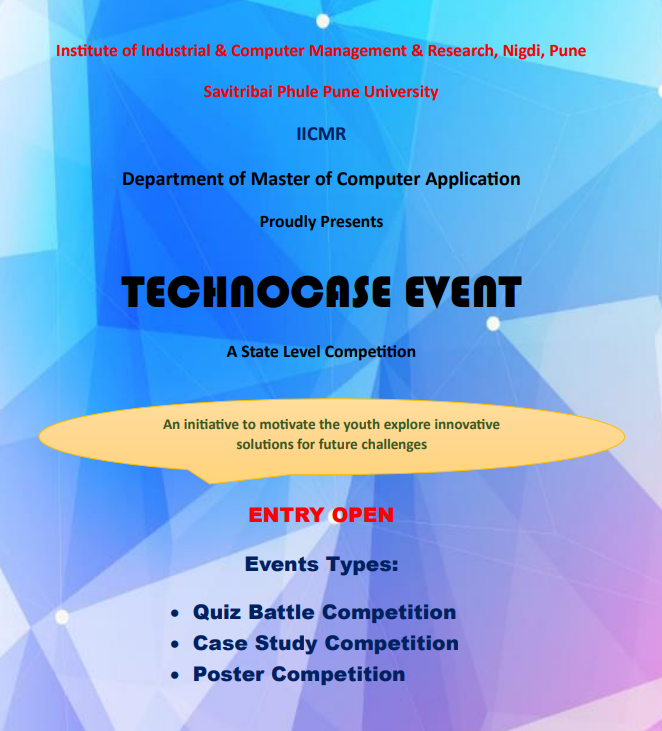 Institute of Industrial & Computer Management & Research, Nigdi, Pune
Savitribai Phule Pune University
IICMR
Department of Master of Computer Application
Proudly Presents
TECHNOCASE EVENT
A State Level Competition
An initiative to motivate the youth explore innovative
solutions for future challenges
ENTRY OPEN
Events Types:
• Quiz Battle Competition
• Case Study Competition
• Poster Competition